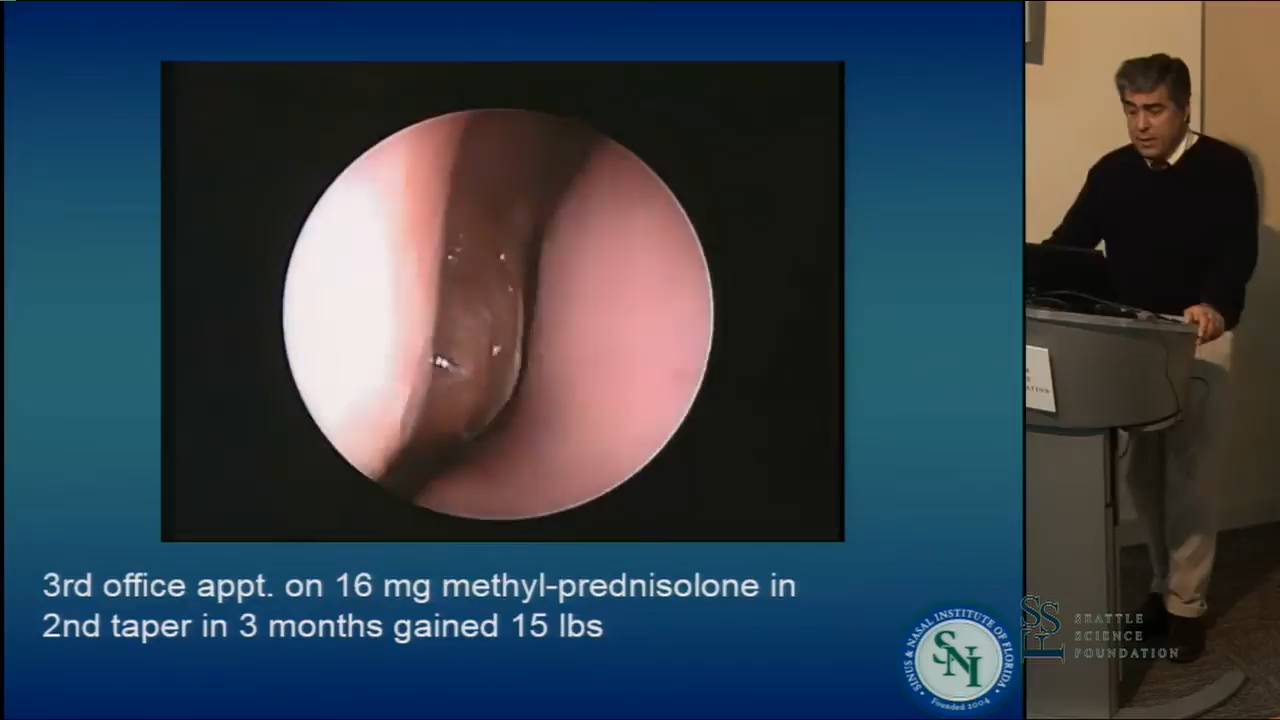 3rd office appt. on 16 mg methyl-prednisolone in
2nd taper in 3 months gained 15 lbs
SINUS & NASAL INSTITUTE OF FLORIDA
SNI
Founded 2004
SSF
SEATTLE
SCIENCE
FOUNDATION